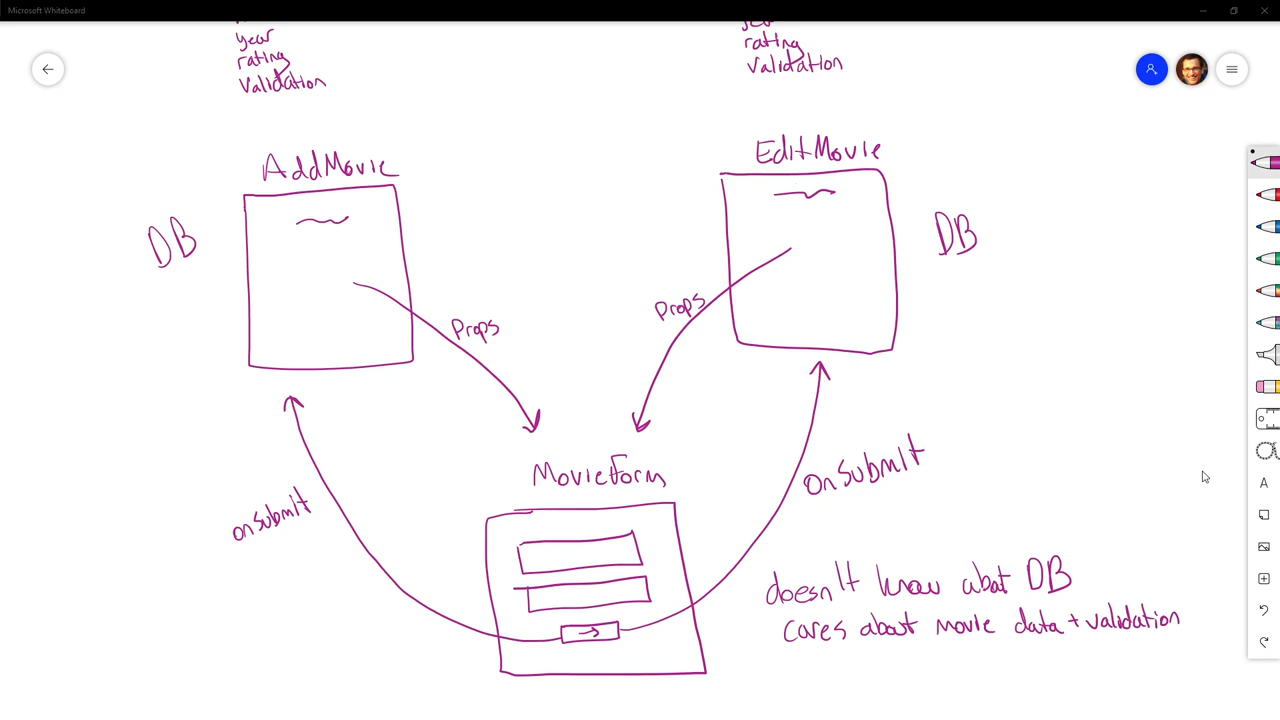 Microsoft Whiteboard
year
rating
validation
rating
validation
AddMovie
EditMovie
DB
DB
Props
Props
MovieForm
onSubmit
onSubmit
doesn't know about DB
cares about movie data + validation
A